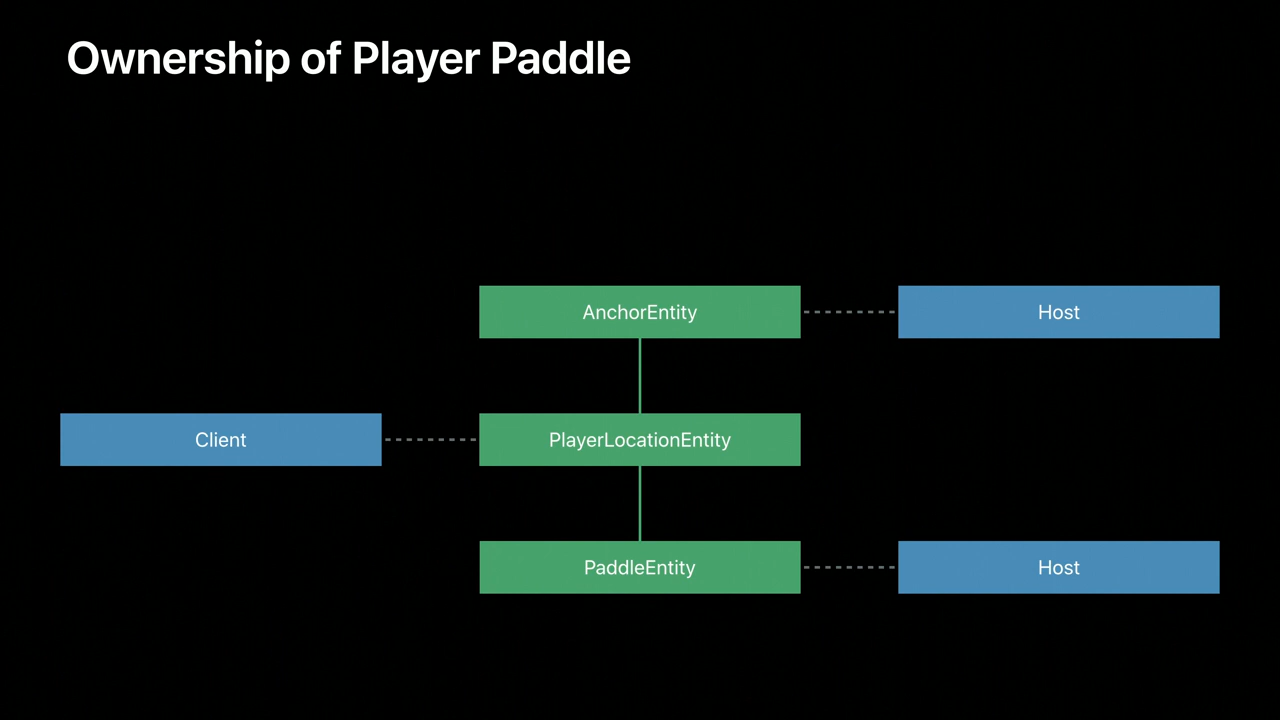 Ownership of Player Paddle
AnchorEntity
Host
Client
PlayerLocationEntity
PaddleEntity
Host